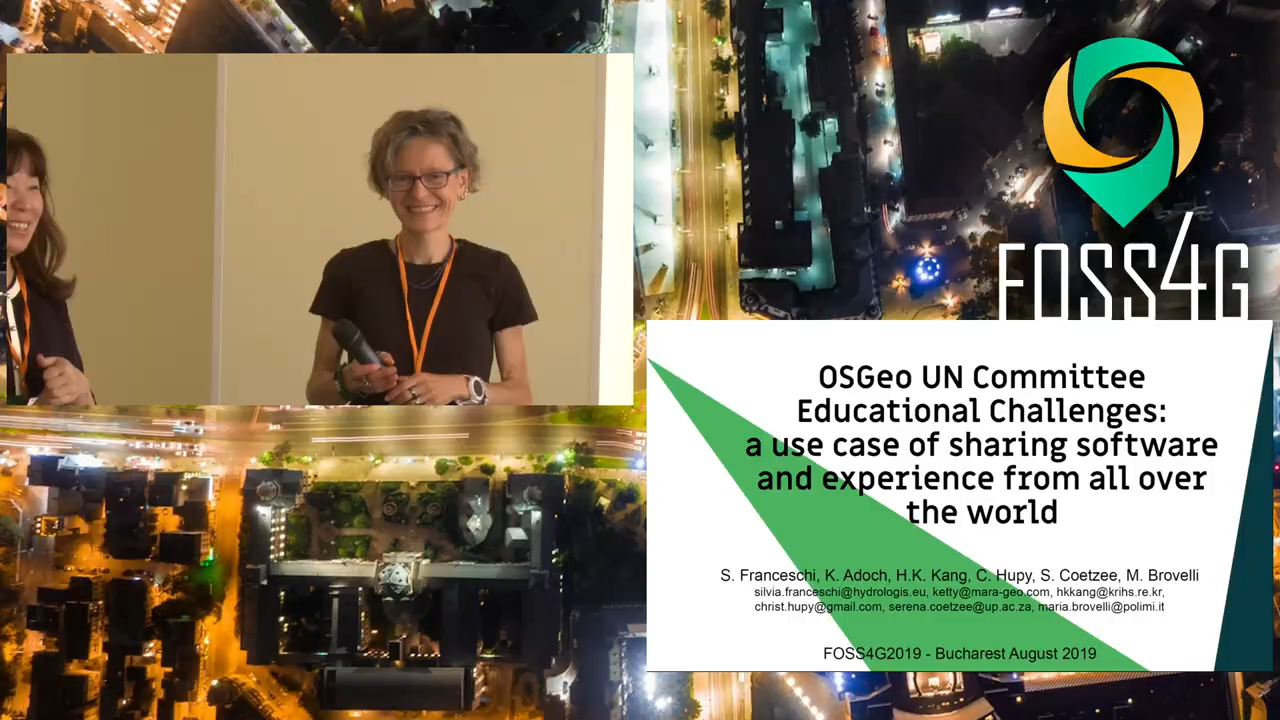 FOSS4G
OSGeo UN Committee
Educational Challenges:
a use case of sharing software
and experience from all over
the world
S. Franceschi, K. Adoch, H.K. Kang, C. Hupy, S. Coetzee, M. Brovelli
silvia.franceschi@hydrologis.eu, ketty@mara-geo.com, hkkang@krihs.re.kr,
christ.hupy@gmail.com, serena.coetzee@up.ac.za, maria.brovelli@polimi.it
FOSS4G2019 - Bucharest August 2019